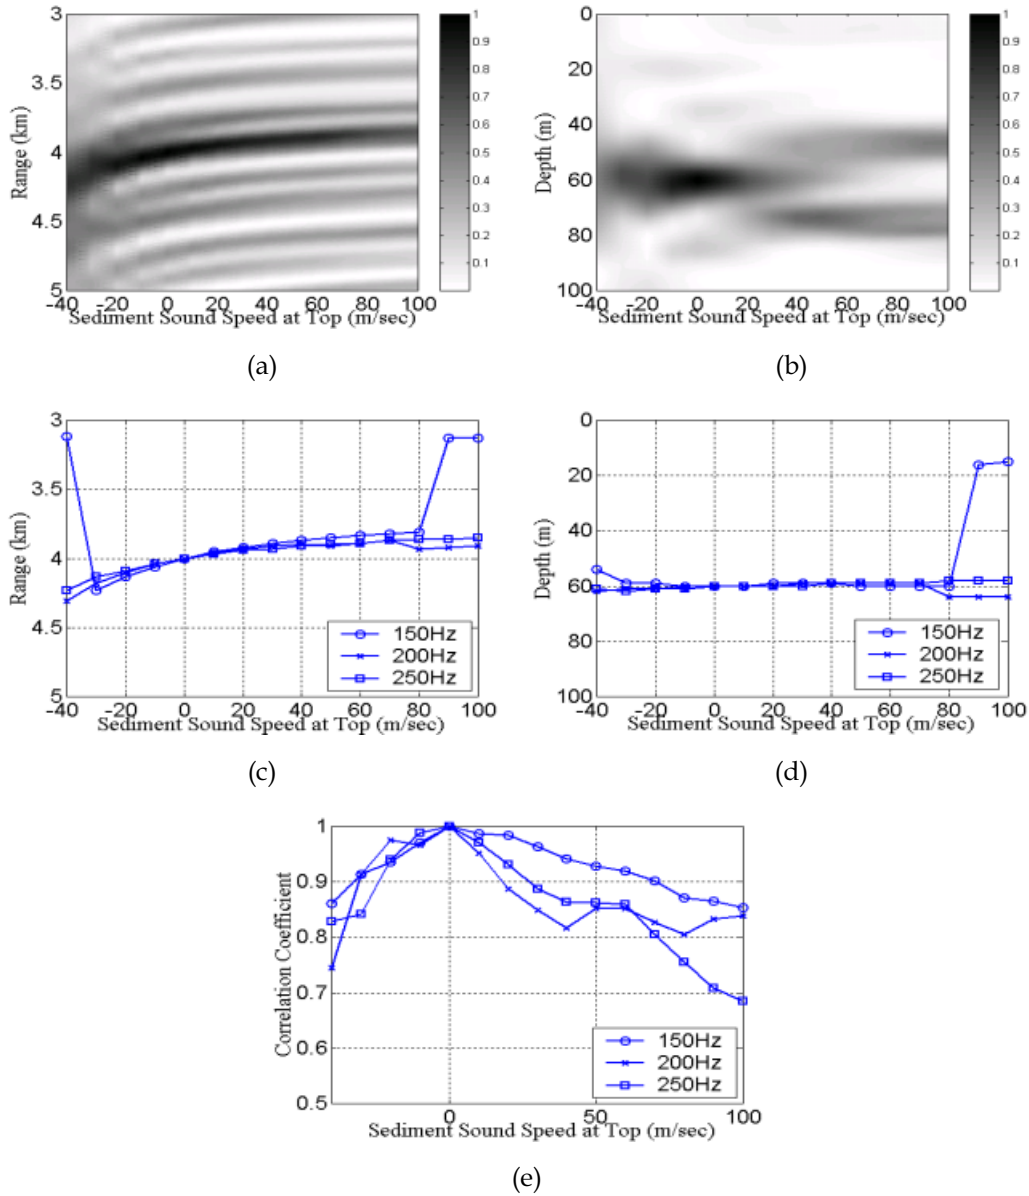 3
3.5
4
4.5
5
Range (km)
-40 -20 0 20 40 60 80 100
Sediment Sound Speed at Top (m/sec)
1
0.9
0.8
0.7
0.6
0.5
0.4
0.3
0.2
0.1
(a)
0
20
40
60
80
100
Depth (m)
-40 -20 0 20 40 60 80 100
Sediment Sound Speed at Top (m/sec)
1
0.9
0.8
0.7
0.6
0.5
0.4
0.3
0.2
0.1
(b)
3
3.5
4
4.5
5
Range (km)
150Hz
200Hz
250Hz
-40 -20 0 20 40 60 80 100
Sediment Sound Speed at Top (m/sec)
(c)
0
20
40
60
80
100
Depth (m)
150Hz
200Hz
250Hz
-40 -20 0 20 40 60 80 100
Sediment Sound Speed at Top (m/sec)
(d)
1
0.9
0.8
0.7
0.6
0.5
Correlation Coefficient
150Hz
200Hz
250Hz
0 50 100
Sediment Sound Speed at Top (m/sec)
(e)